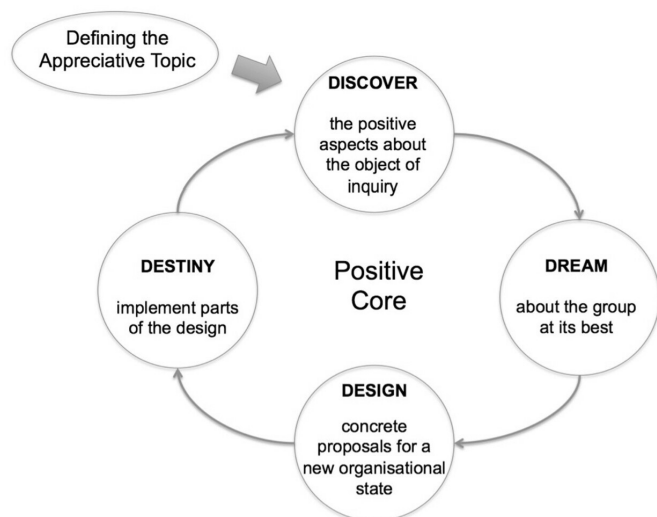 Defining the
Appreciative Topic
DISCOVER
the positive
aspects about
the object of
inquiry
DREAM
about the group
at its best
DESIGN
concrete
proposals for a
new organisational
state
DESTINY
implement parts
of the design
Positive
Core